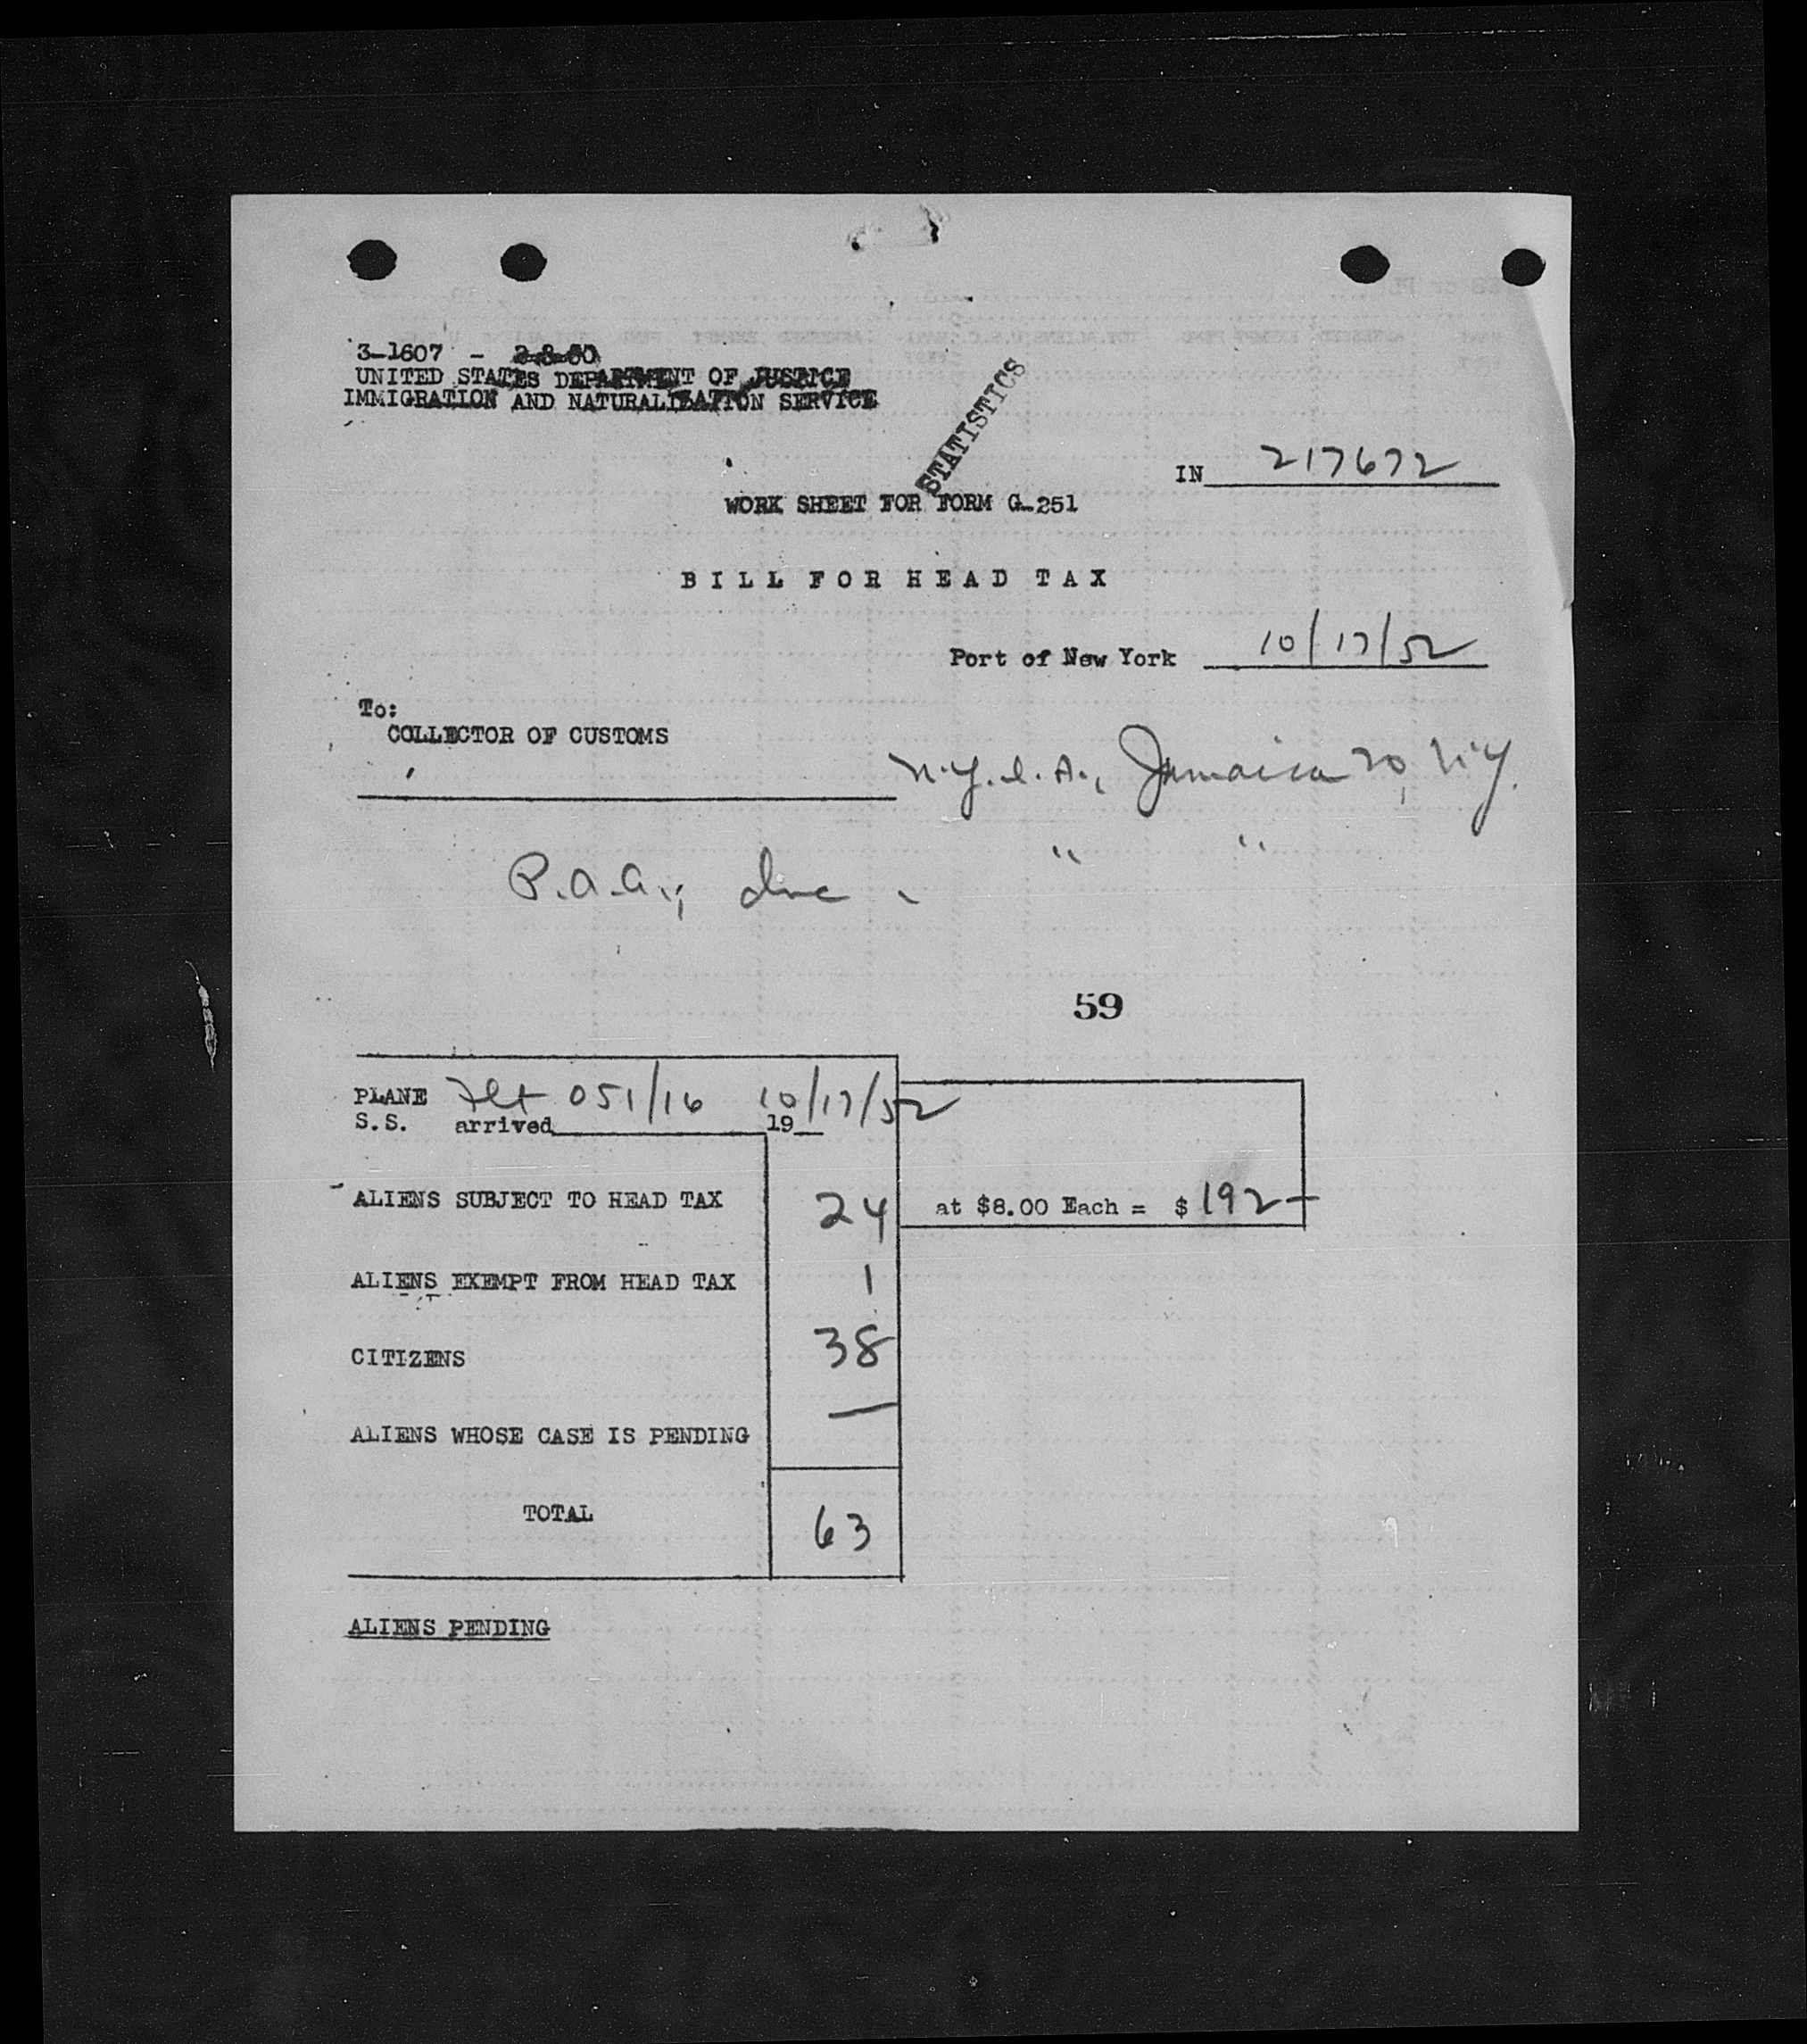 3-1607 - 2-8-50
UNITED STATES DEPARTMENT OF JUSTICE
IMMIGRATION AND NATURALIZATION SERVICE
STATISTICS
IN 217672
WORK SHEET FOR FORM G-251
BILL FOR HEAD TAX
Port of New York 10/17/52
To:
COLLECTOR OF CUSTOMS
N.Y.I.A., Jamaica 20, N.Y.
P.A.A., Inc. " "
59
PLANE Flt 051/16 10/17/52
S.S. arrived 19
ALIENS SUBJECT TO HEAD TAX 24 at $8.00 Each = $ 192-
ALIENS EXEMPT FROM HEAD TAX 1
CITIZENS 38
ALIENS WHOSE CASE IS PENDING —
TOTAL 63
ALIENS PENDING